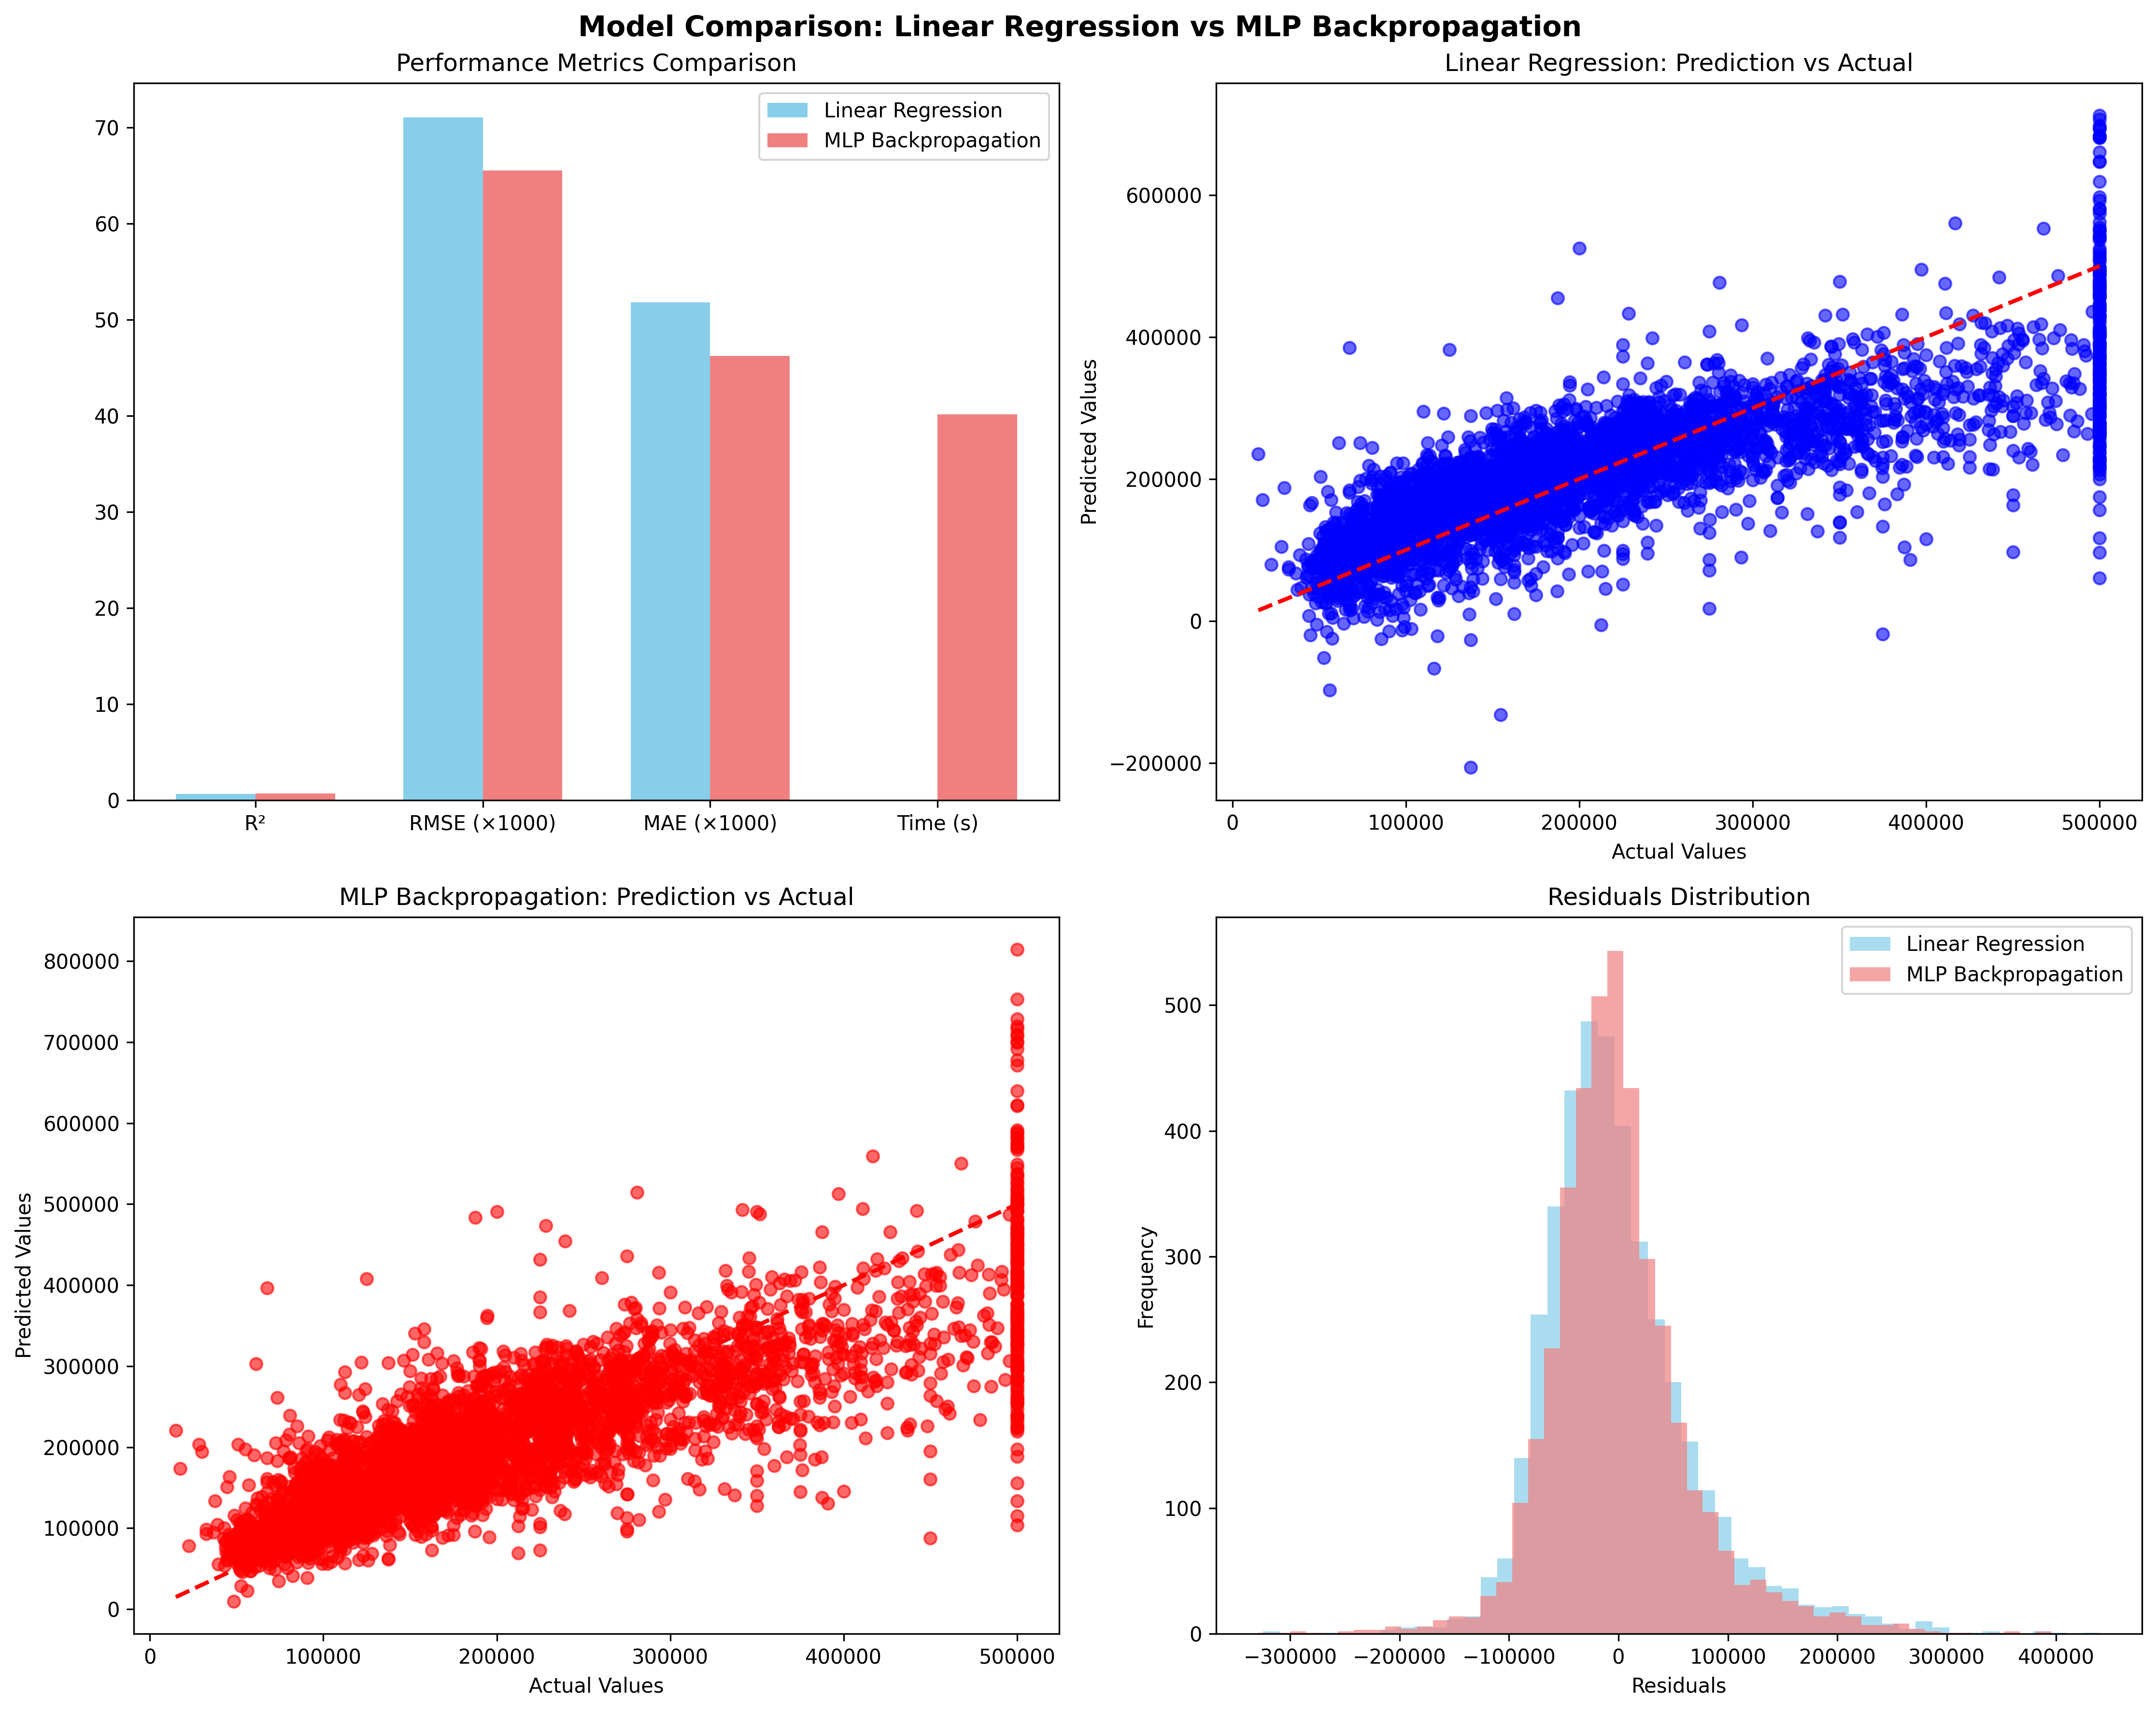 Model Comparison: Linear Regression vs MLP Backpropagation
Performance Metrics Comparison
Linear Regression
MLP Backpropagation
70
60
50
40
30
20
10
0
R²
RMSE (×1000)
MAE (×1000)
Time (s)
Linear Regression: Prediction vs Actual
Predicted Values
600000
400000
200000
0
−200000
0
100000
200000
300000
400000
500000
Actual Values
MLP Backpropagation: Prediction vs Actual
Predicted Values
800000
700000
600000
500000
400000
300000
200000
100000
0
0
100000
200000
300000
400000
500000
Actual Values
Residuals Distribution
Linear Regression
MLP Backpropagation
Frequency
500
400
300
200
100
0
−300000
−200000
−100000
0
100000
200000
300000
400000
Residuals